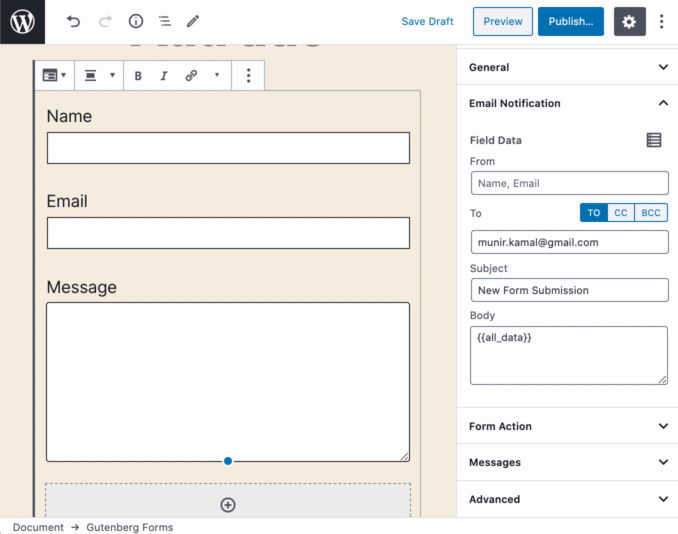 Save Draft
Preview
Publish...
B I
Name
Email
Message
General
Email Notification
Field Data
From
Name, Email
To
TO CC BCC
munir.kamal@gmail.com
Subject
New Form Submission
Body
{{all_data}}
Form Action
Messages
Advanced
Document → Gutenberg Forms